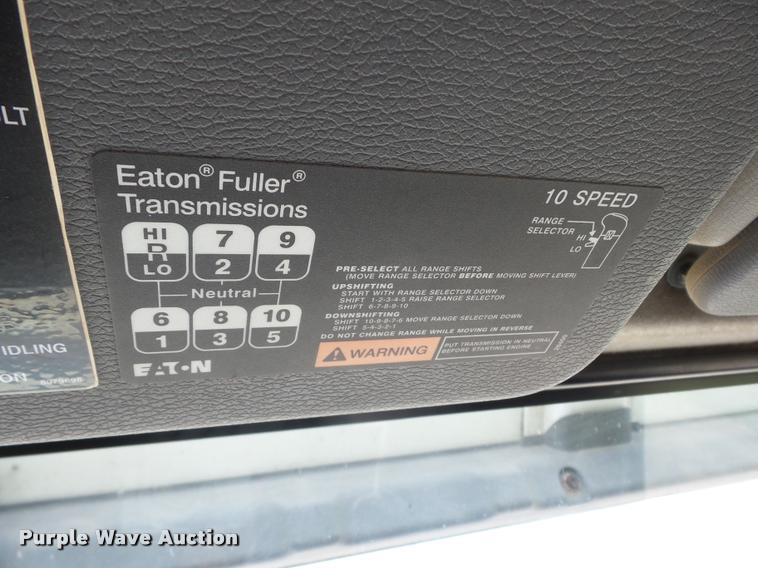 LT
IDLING
ON
Eaton® Fuller®
Transmissions
10 SPEED
HI R LO
7 2
9 4
Neutral
6 1
8 3
10 5
EATON
RANGE
SELECTOR
HI
LO
PRE-SELECT ALL RANGE SHIFTS
(MOVE RANGE SELECTOR BEFORE MOVING SHIFT LEVER)
UPSHIFTING
START WITH RANGE SELECTOR DOWN
SHIFT 1-2-3-4-5 RAISE RANGE SELECTOR
SHIFT 6-7-8-9-10
DOWNSHIFTING
SHIFT 10-9-8-7-6 MOVE RANGE SELECTOR DOWN
SHIFT 5-4-3-2-1
DO NOT CHANGE RANGE WHILE MOVING IN REVERSE
WARNING
PUT TRANSMISSION IN NEUTRAL
BEFORE STARTING ENGINE
Purple Wave Auction